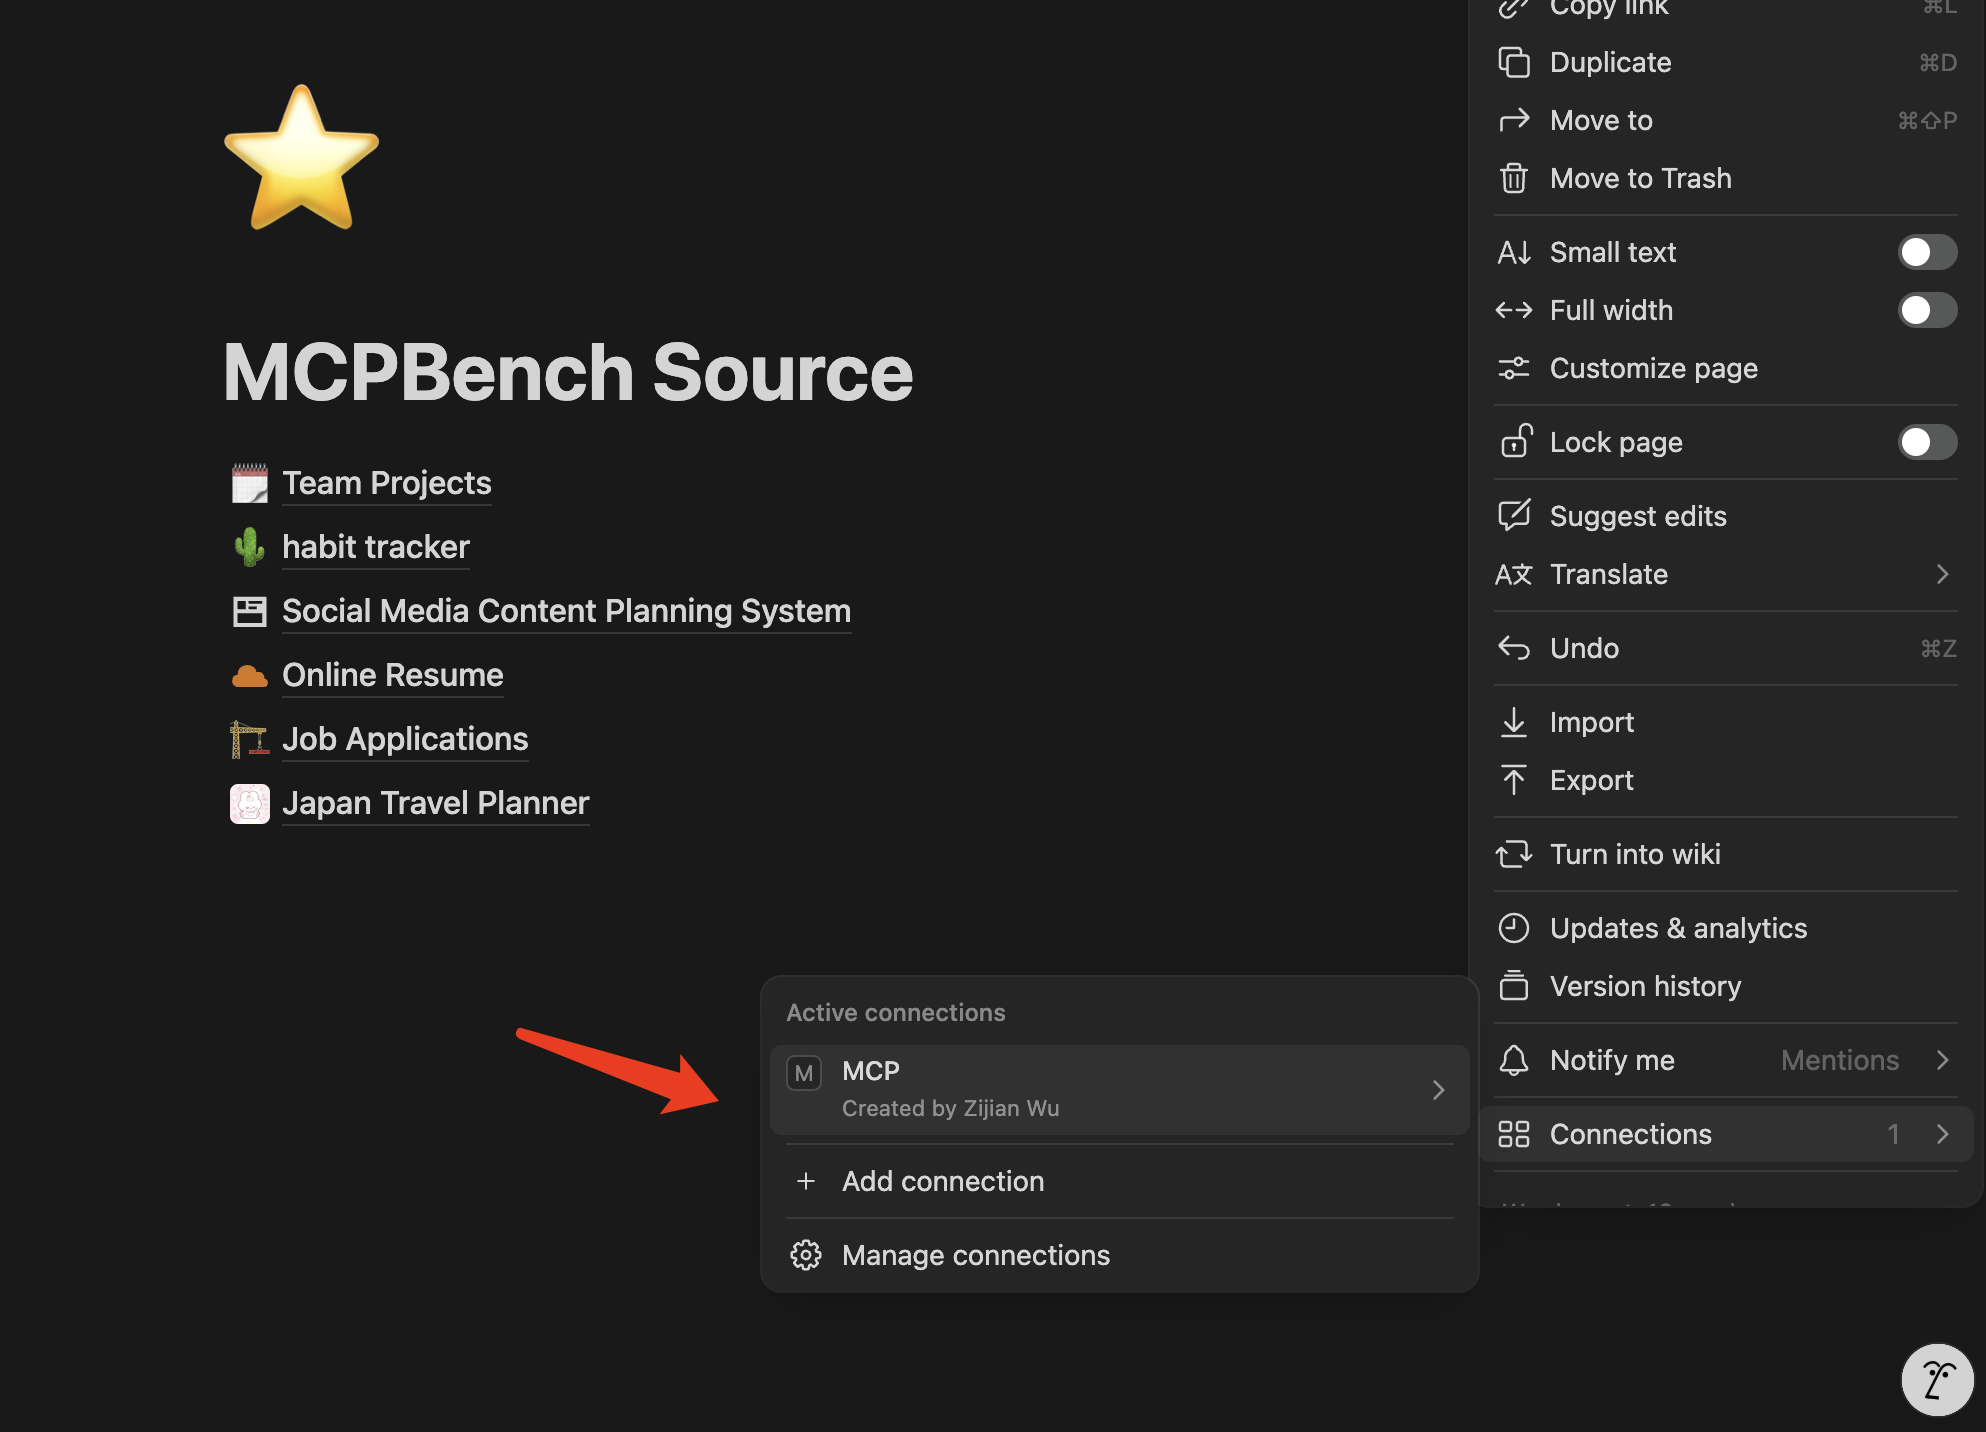 MCPBench Source
Team Projects
habit tracker
Social Media Content Planning System
Online Resume
Job Applications
Japan Travel Planner
Copy link ⌘L
Duplicate ⌘D
Move to ⌘⇧P
Move to Trash
Small text
Full width
Customize page
Lock page
Suggest edits
Translate
Undo ⌘Z
Import
Export
Turn into wiki
Updates & analytics
Version history
Notify me Mentions
Connections 1
Active connections
M MCP
Created by Zijian Wu
Add connection
Manage connections